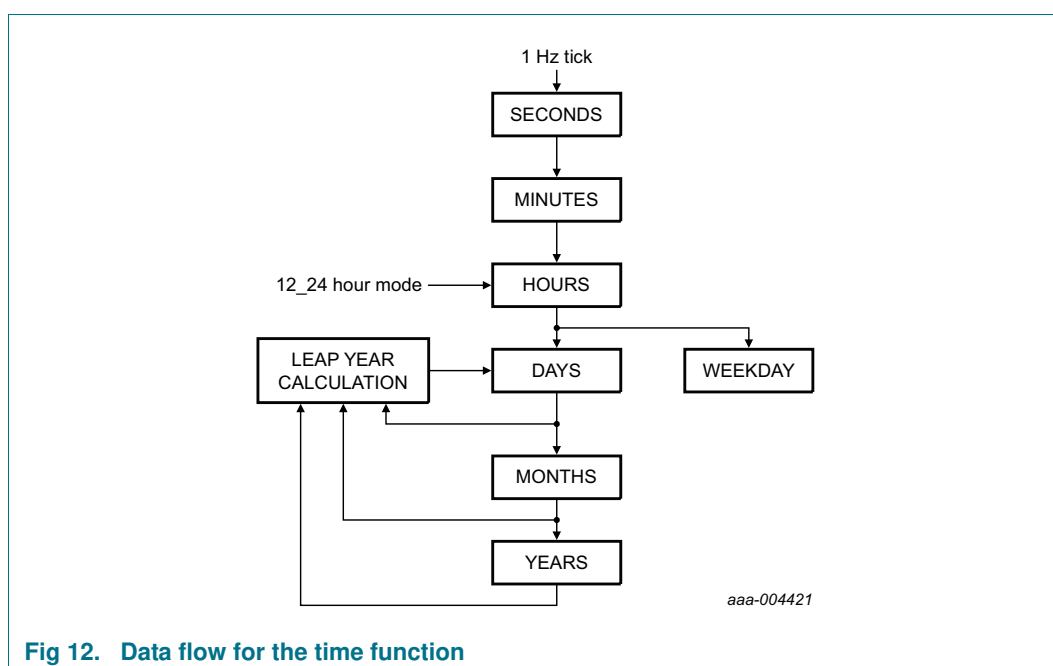 1 Hz tick
SECONDS
MINUTES
12_24 hour mode
HOURS
LEAP YEAR
CALCULATION
DAYS
WEEKDAY
MONTHS
YEARS
aaa-004421
Fig 12. Data flow for the time function